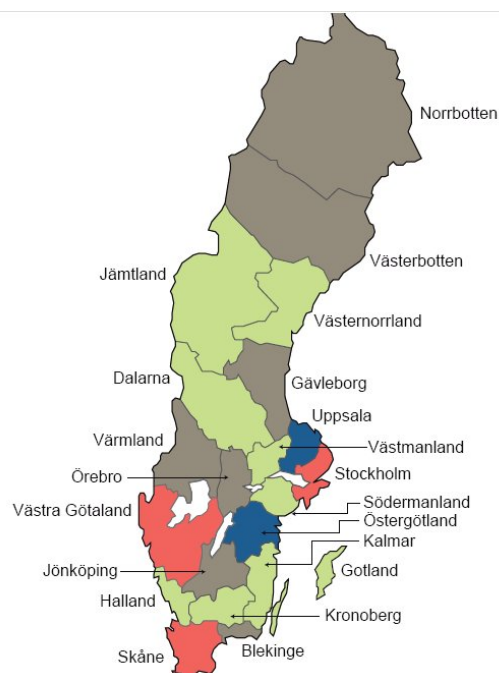 Norrbotten
Västerbotten
Jämtland
Västernorrland
Dalarna
Gävleborg
Uppsala
Värmland
Västmanland
Örebro
Stockholm
Västra Götaland
Södermanland
Östergötland
Kalmar
Jönköping
Gotland
Halland
Kronoberg
Skåne
Blekinge